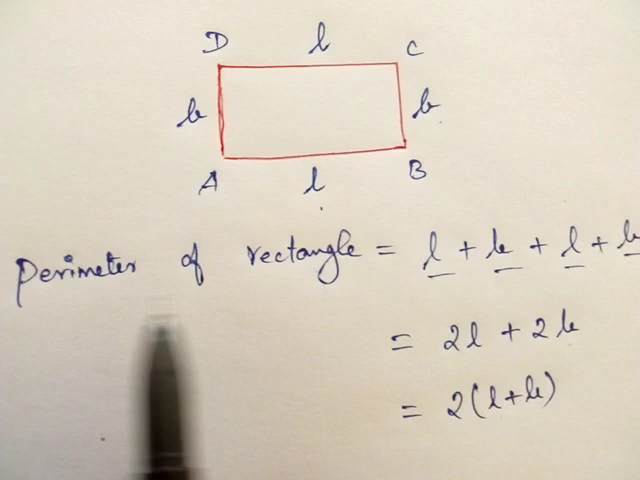 D l C
b b
A l B
Perimeter of rectangle = l + b + l + b
= 2l + 2b
= 2(l+b)